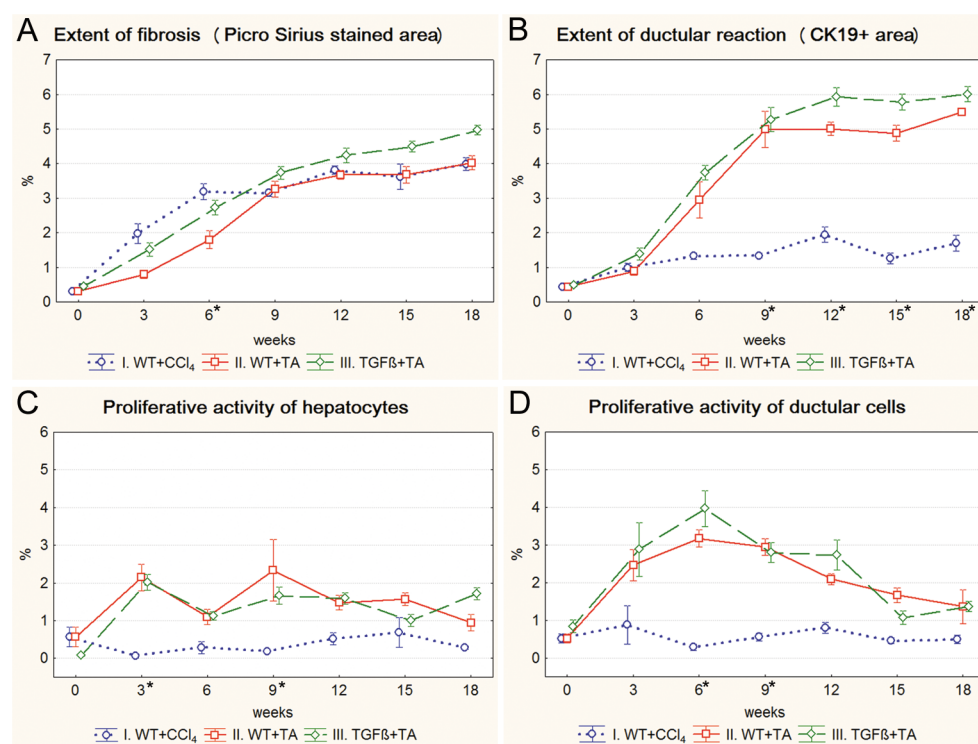 A Extent of fibrosis ( Picro Sirius stained area)
7
6
5
4
3
2
1
0
%
0 3 6* 9 12 15 18
weeks
I. WT+CCl₄ II. WT+TA III. TGFß+TA
B Extent of ductular reaction ( CK19+ area)
7
6
5
4
3
2
1
0
%
0 3 6 9* 12* 15* 18*
weeks
I. WT+CCl₄ II. WT+TA III. TGFß+TA
C Proliferative activity of hepatocytes
6
5
4
3
2
1
0
%
0 3* 6 9* 12 15 18
weeks
I. WT+CCl₄ II. WT+TA III. TGFß+TA
D Proliferative activity of ductular cells
6
5
4
3
2
1
0
%
0 3 6* 9* 12 15 18
weeks
I. WT+CCl₄ II. WT+TA III. TGFß+TA